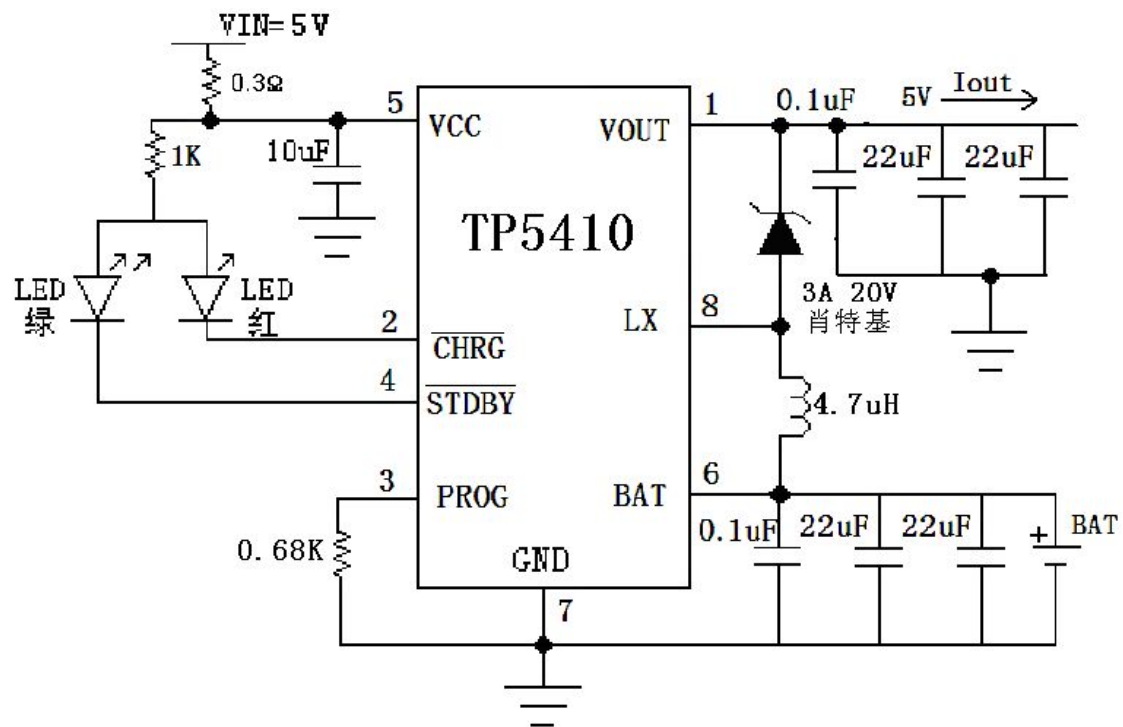 VIN=5V
0.3Ω
5
VCC
1K
10uF
LED
绿
LED
红
2
CHRG
4
STDBY
3
PROG
0.68K
TP5410
GND
7
1
VOUT
0.1uF
5V
Iout
22uF
22uF
3A 20V
肖特基
8
LX
4.7uH
6
BAT
0.1uF
22uF
22uF
+
BAT